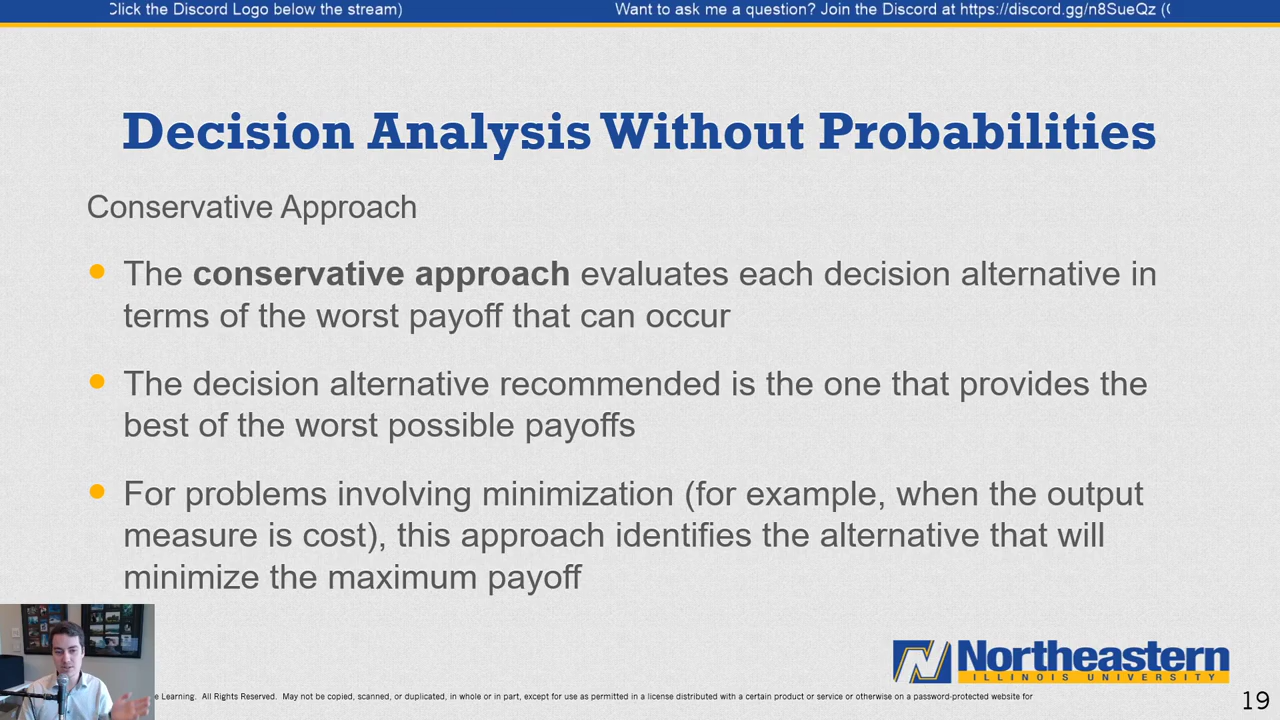 Click the Discord Logo below the stream) Want to ask me a question? Join the Discord at https://discord.gg/n8SueQz (C
Decision Analysis Without Probabilities
Conservative Approach
The conservative approach evaluates each decision alternative in
terms of the worst payoff that can occur
The decision alternative recommended is the one that provides the
best of the worst possible payoffs
For problems involving minimization (for example, when the output
measure is cost), this approach identifies the alternative that will
minimize the maximum payoff
Northeastern
ILLINOIS UNIVERSITY
e Learning. All Rights Reserved. May not be copied, scanned, or duplicated, in whole or in part, except for use as permitted in a license distributed with a certain product or service or otherwise on a password-protected website for
19